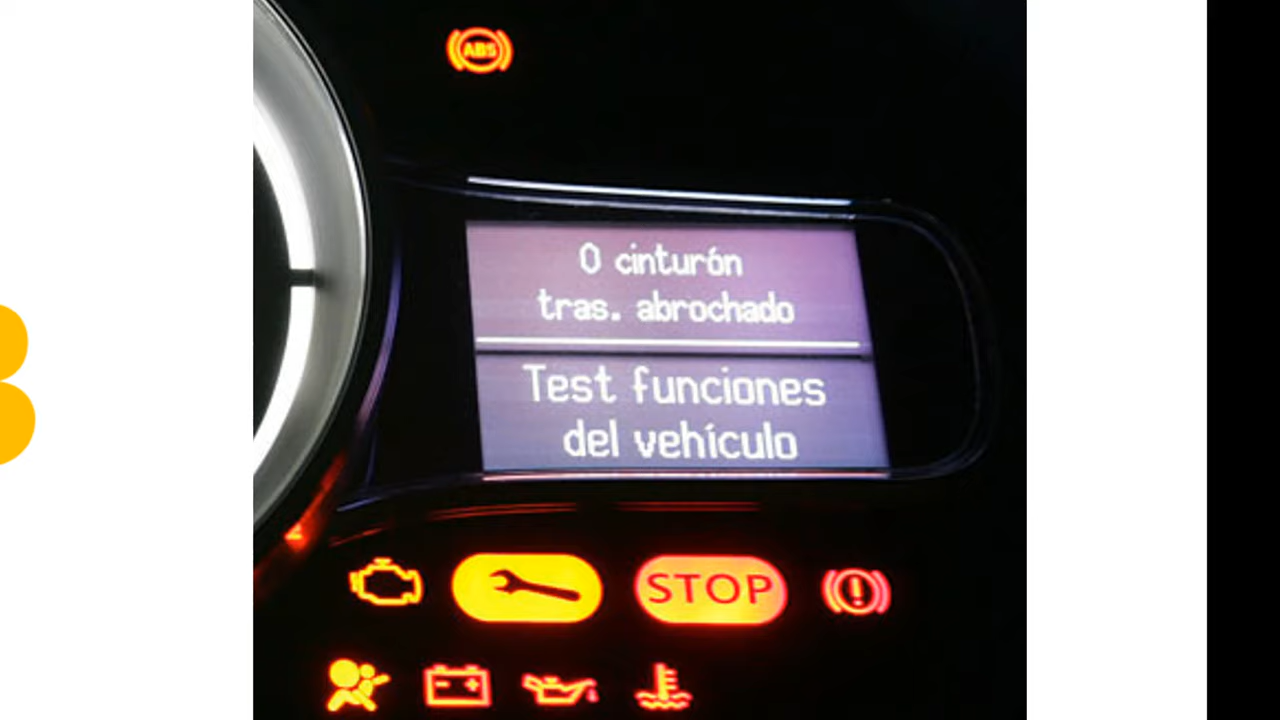 ABS
0 cinturón
tras. abrochado
Test funciones
del vehículo
STOP